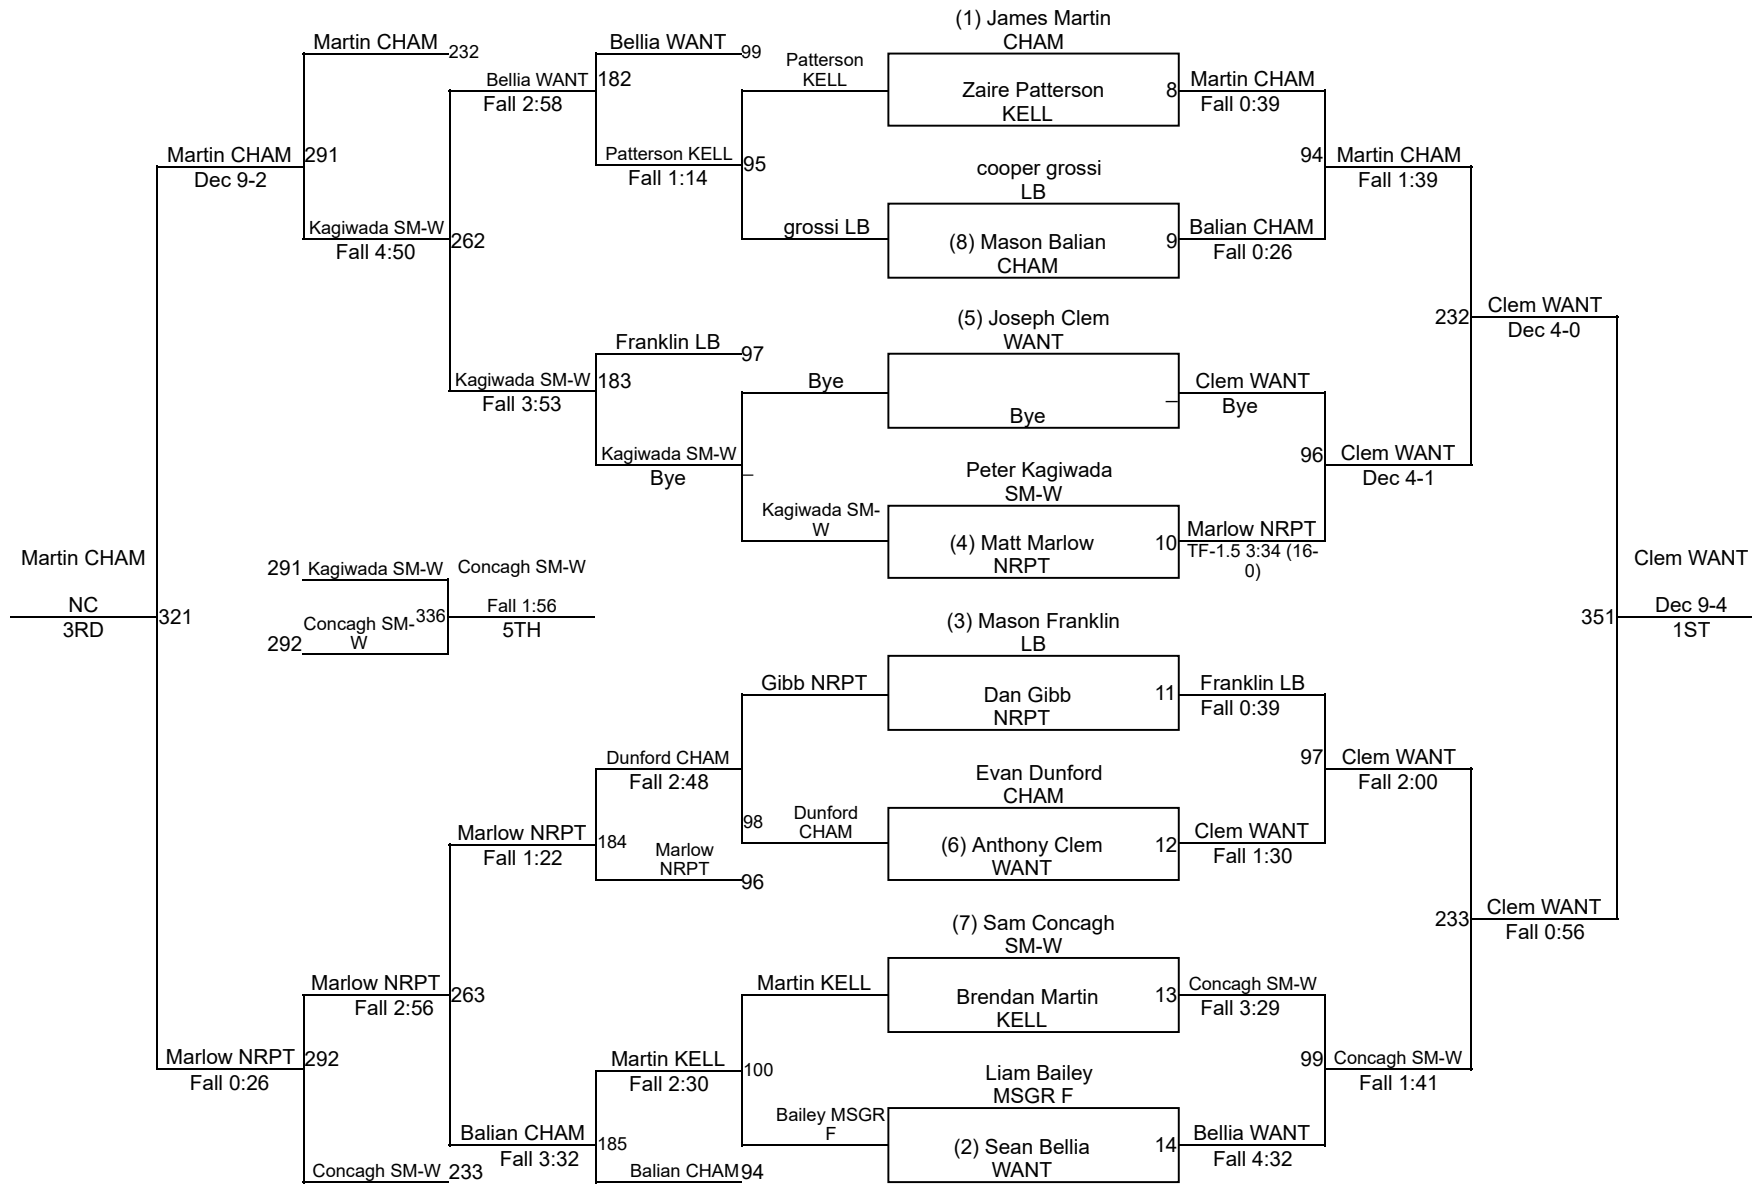 (1) James Martin
CHAM
Martin CHAM
232
Bellia WANT
99
Patterson
KELL
Bellia WANT
182
Fall 2:58
Zaire Patterson
KELL
8
Martin CHAM
Fall 0:39
Martin CHAM
291
Dec 9-2
Patterson KELL
95
Fall 1:14
cooper grossi
LB
94
Martin CHAM
Fall 1:39
Kagiwada SM-W
262
Fall 4:50
grossi LB
(8) Mason Balian
CHAM
9
Balian CHAM
Fall 0:26
(5) Joseph Clem
WANT
232
Clem WANT
Dec 4-0
Franklin LB
97
Kagiwada SM-W
183
Fall 3:53
Bye
Bye
_
Clem WANT
Bye
Kagiwada SM-W
_
Bye
Peter Kagiwada
SM-W
96
Clem WANT
Dec 4-1
Kagiwada SM-
W
(4) Matt Marlow
NRPT
10
Marlow NRPT
TF-1.5 3:34 (16-
0)
Martin CHAM
NC
3RD
321
291
Kagiwada SM-W
Concagh SM-W
292
Concagh SM-
W
336
Fall 1:56
5TH
Clem WANT
351
Dec 9-4
1ST
(3) Mason Franklin
LB
Gibb NRPT
Dan Gibb
NRPT
11
Franklin LB
Fall 0:39
Dunford CHAM
Fall 2:48
Evan Dunford
CHAM
97
Clem WANT
Fall 2:00
Marlow NRPT
184
Fall 1:22
98
Dunford
CHAM
(6) Anthony Clem
WANT
12
Clem WANT
Fall 1:30
Marlow
NRPT
96
(7) Sam Concagh
SM-W
233
Clem WANT
Fall 0:56
Marlow NRPT
263
Fall 2:56
Martin KELL
Brendan Martin
KELL
13
Concagh SM-W
Fall 3:29
Marlow NRPT
292
Fall 0:26
Martin KELL
100
Fall 2:30
Liam Bailey
MSGR F
99
Concagh SM-W
Fall 1:41
Balian CHAM
185
Fall 3:32
Bailey MSGR
F
(2) Sean Bellia
WANT
14
Bellia WANT
Fall 4:32
Concagh SM-W
233
Balian CHAM
94